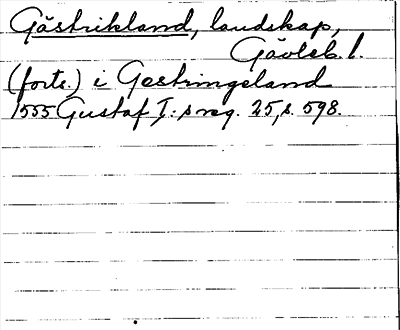 Gästrikland, landskap,
Gävleb. l.
(forts.) i Gestringeland
1555 Gustaf I:s reg. 25, s. 598.